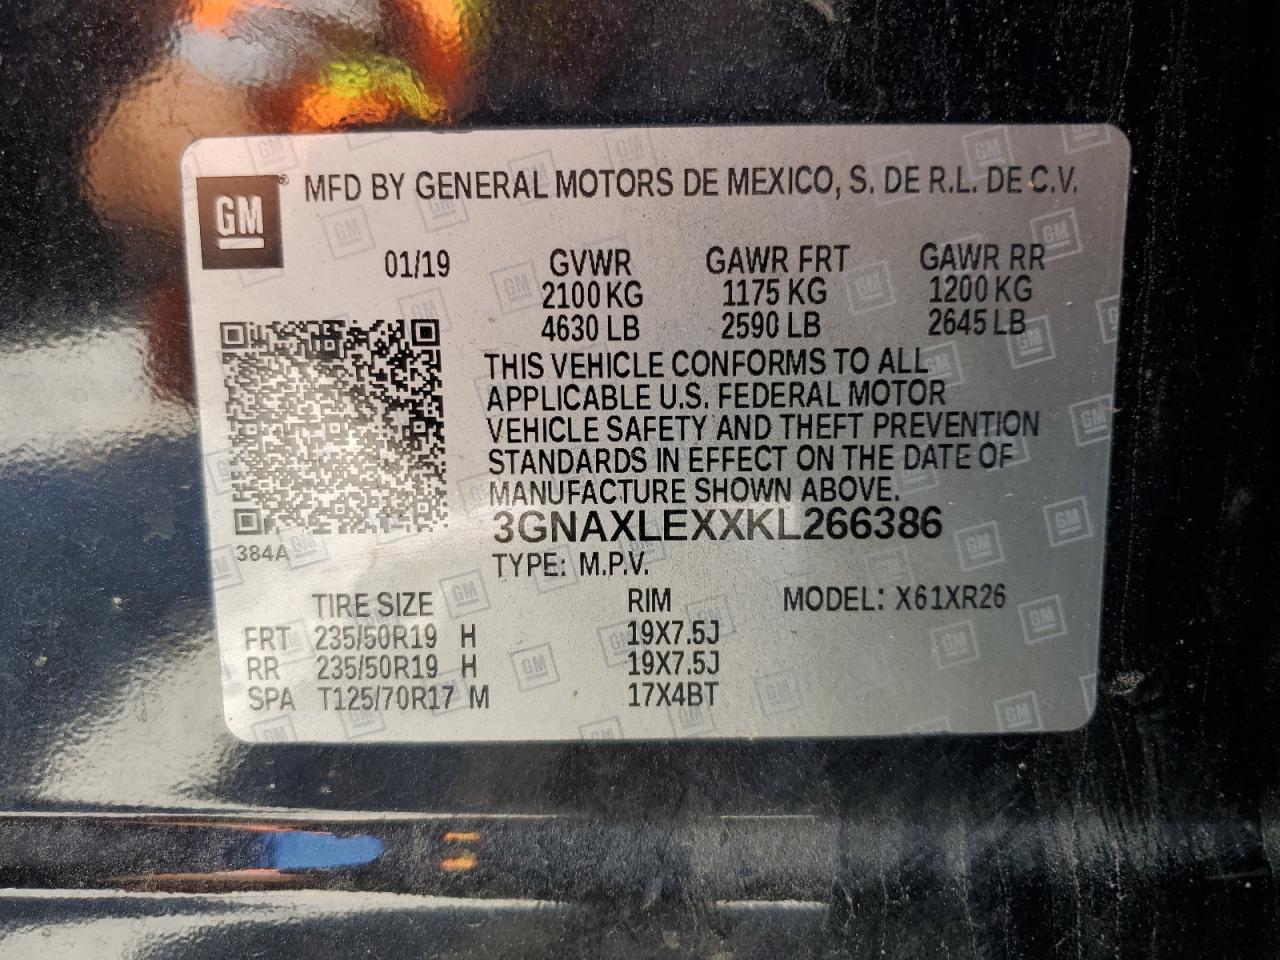 GM® MFD BY GENERAL MOTORS DE MEXICO, S. DE R.L. DE C.V.
01/19 GVWR GAWR FRT GAWR RR
2100 KG 1175 KG 1200 KG
4630 LB 2590 LB 2645 LB
THIS VEHICLE CONFORMS TO ALL
APPLICABLE U.S. FEDERAL MOTOR
VEHICLE SAFETY AND THEFT PREVENTION
STANDARDS IN EFFECT ON THE DATE OF
MANUFACTURE SHOWN ABOVE.
3GNAXLEXXKL266386
384A
TYPE: M.P.V.
TIRE SIZE RIM MODEL: X61XR26
FRT 235/50R19 H 19X7.5J
RR 235/50R19 H 19X7.5J
SPA T125/70R17 M 17X4BT